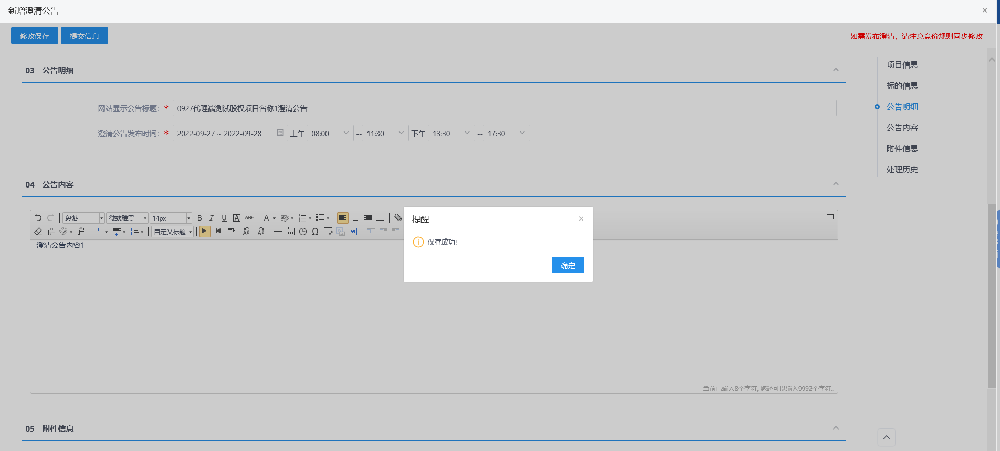 新增澄清公告
修改保存 提交信息
如需发布澄清，请注意竞价规则同步修改
03 公告明细
网站显示公告标题: * 0927代理端测试股权项目名称1澄清公告
澄清公告发布时间: * 2022-09-27 ~ 2022-09-28 上午 08:00 -- 11:30 下午 13:30 -- 17:30
项目信息
标的信息
公告明细
公告内容
附件信息
处理历史
04 公告内容
段落 微软雅黑 14px B I U A ABC A
自定义标题
澄清公告内容1
提醒
保存成功!
确定
当前已输入8个字符, 您还可以输入9992个字符。
05 附件信息